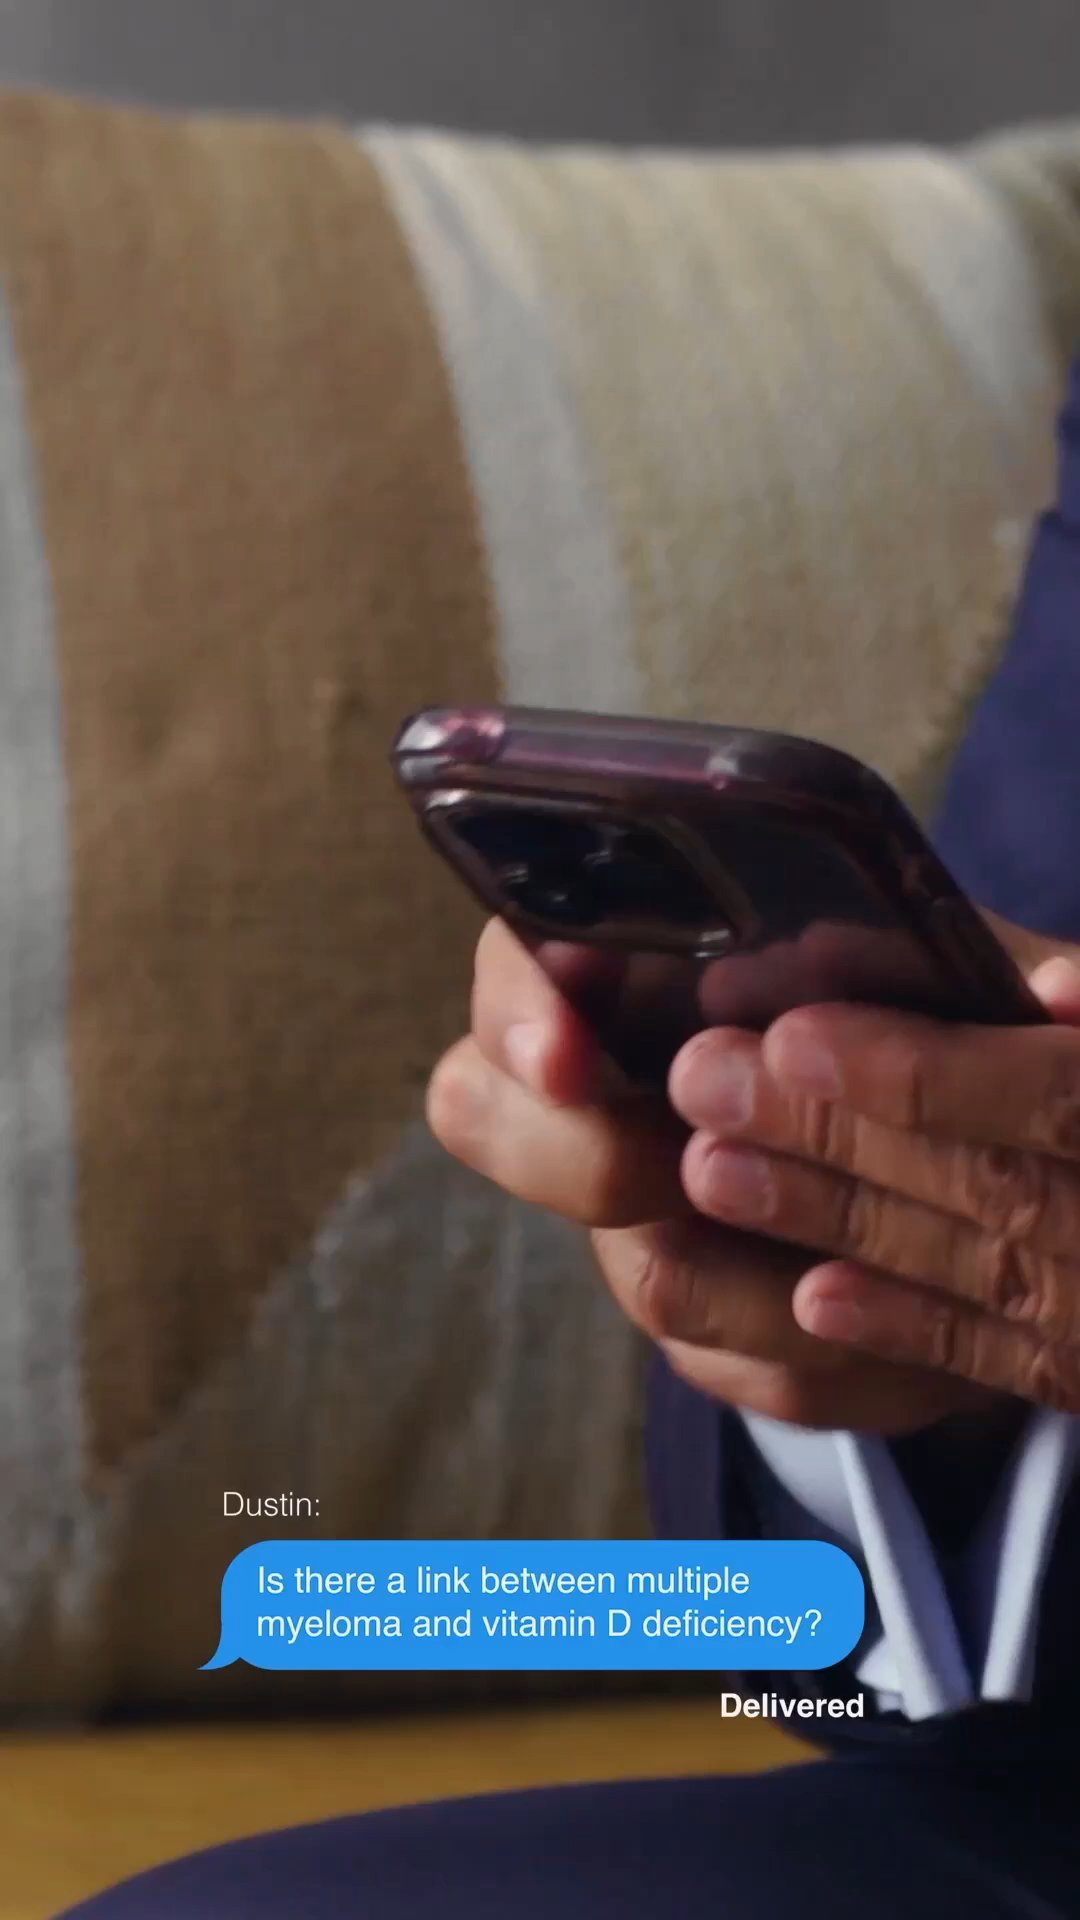 Dustin:
Is there a link between multiple
myeloma and vitamin D deficiency?
Delivered